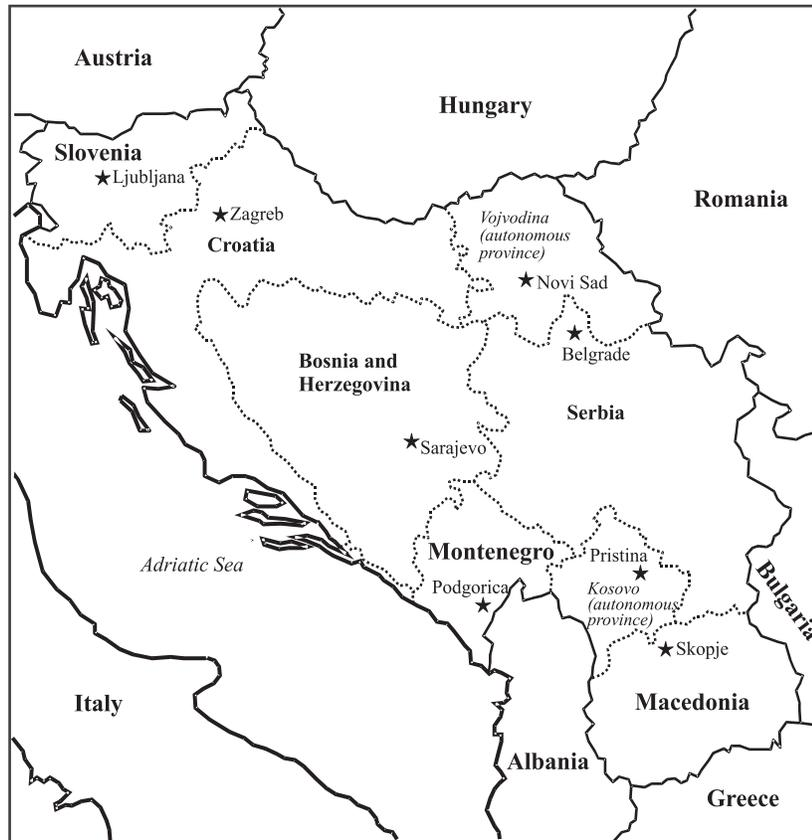 Austria
Hungary
Slovenia
Ljubljana
Romania
Zagreb
Croatia
Vojvodina
(autonomous
province)
Novi Sad
Belgrade
Bosnia and
Herzegovina
Serbia
Sarajevo
Adriatic Sea
Montenegro
Pristina
Podgorica
Kosovo
(autonomous
province)
Bulgaria
Skopje
Italy
Macedonia
Albania
Greece